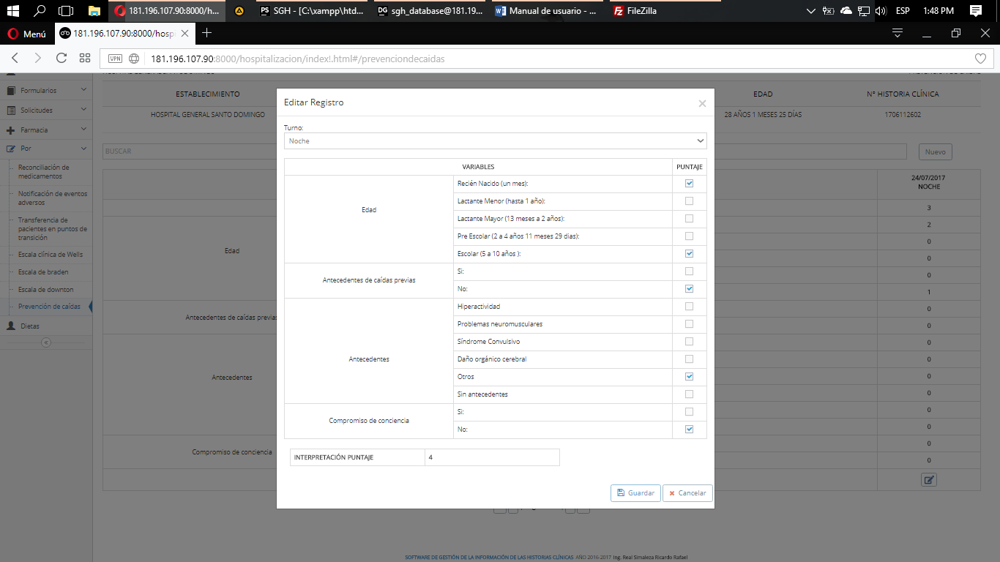 181.196.107.90:8000/h...
SGH - [C:\xampp\htd...
sgh_database@181.19...
Manual de usuario - ...
FileZilla
ESP
1:48 PM
Menú
181.196.107.90:8000/hosp
VPN
181.196.107.90:8000/hospitalizacion/index!.html#/prevenciondecaidas
Formularios
Solicitudes
Farmacia
Por
Reconciliación de
medicamentos
Notificación de eventos
adversos
Transferencia de
pacientes en puntos de
transición
Escala clínica de Wells
Escala de braden
Escala de downton
Prevención de caídas
Dietas
ESTABLECIMIENTO
EDAD
N° HISTORIA CLÍNICA
HOSPITAL GENERAL SANTO DOMINGO
28 AÑOS 1 MESES 25 DÍAS
1706112602
BUSCAR
Nuevo
24/07/2017
NOCHE
3
2
0
0
0
1
0
0
0
0
0
0
0
0
0
0
Edad
Antecedentes de caídas previas
Antecedentes
Compromiso de conciencia
Editar Registro
Turno:
Noche
VARIABLES
PUNTAJE
Edad
Recién Nacido (un mes):
Lactante Menor (hasta 1 año):
Lactante Mayor (13 meses a 2 años):
Pre Escolar (2 a 4 años 11 meses 29 dias):
Escolar (5 a 10 años ):
Antecedentes de caídas previas
Si:
No:
Antecedentes
Hiperactividad
Problemas neuromusculares
Síndrome Convulsivo
Daño orgánico cerebral
Otros
Sin antecedentes
Compromiso de conciencia
Si:
No:
INTERPRETACIÓN PUNTAJE
4
Guardar
Cancelar
SOFTWARE DE GESTIÓN DE LA INFORMACIÓN DE LAS HISTORIAS CLÍNICAS AÑO 2016-2017 Ing. Real Simaleza Ricardo Rafael